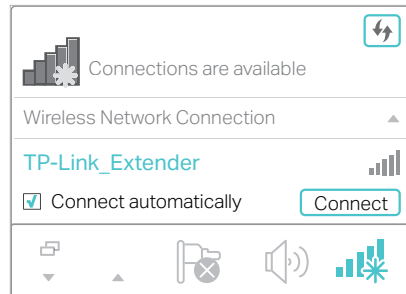 Connections are available
Wireless Network Connection
TP-Link_Extender
Connect automatically
Connect